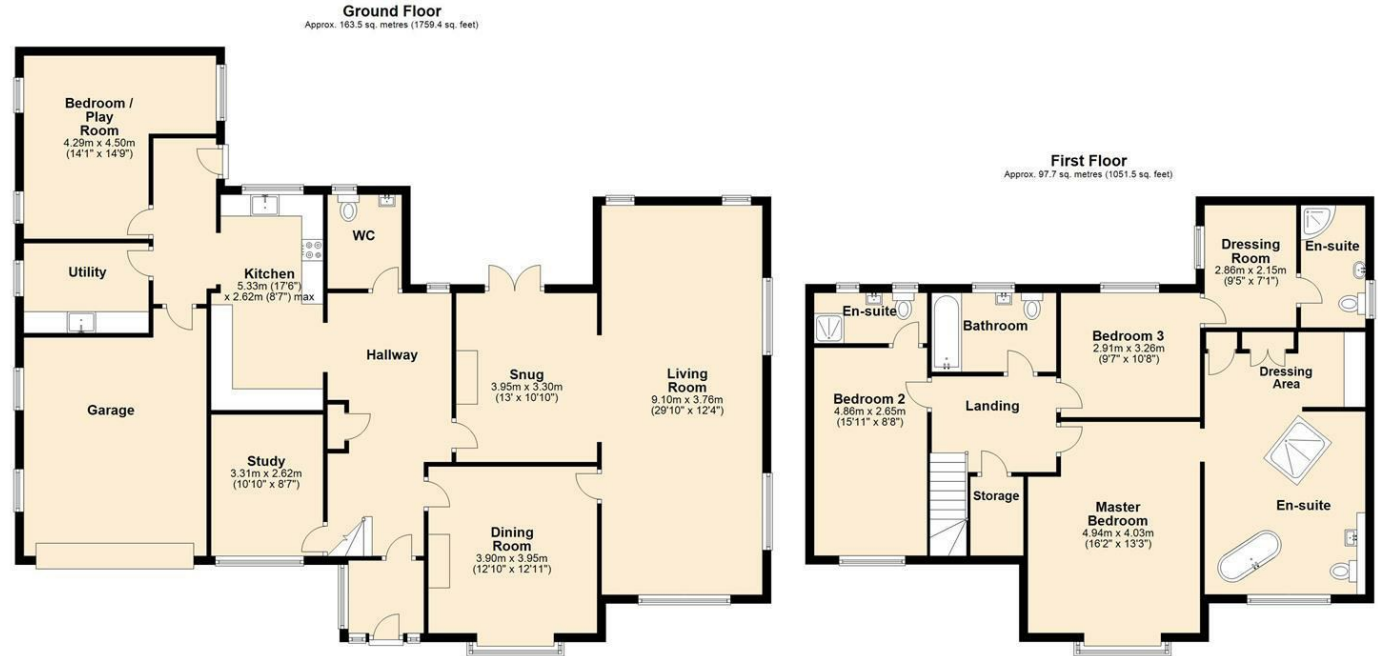 Ground Floor
Approx. 163.5 sq. metres (1759.4 sq. feet)
Bedroom /
Play
Room
4.29m x 4.50m
(14'1" x 14'9")
Utility
Kitchen
5.33m (17'6")
x 2.62m (8'7") max
WC
Hallway
Snug
3.95m x 3.30m
(13' x 10'10")
Living
Room
9.10m x 3.76m
(29'10" x 12'4")
Garage
Study
3.31m x 2.62m
(10'10" x 8'7")
Dining
Room
3.90m x 3.95m
(12'10" x 12'11")
First Floor
Approx. 97.7 sq. metres (1051.5 sq. feet)
Dressing
Room
2.86m x 2.15m
(9'5" x 7'1")
En-suite
En-suite
Bathroom
Bedroom 3
2.91m x 3.26m
(9'7" x 10'8")
Dressing
Area
Bedroom 2
4.86m x 2.65m
(15'11" x 8'8")
Landing
Storage
Master
Bedroom
4.94m x 4.03m
(16'2" x 13'3")
En-suite